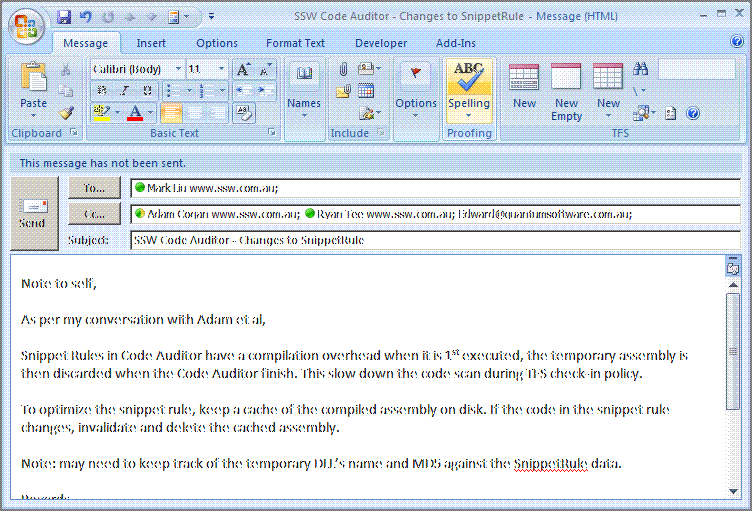 SSW Code Auditor - Changes to SnippetRule - Message (HTML)
Message Insert Options Format Text Developer Add-Ins
Calibri (Body) 11
Paste
B I U
ABC
Names
Options
Spelling
New
New Empty
New
Clipboard Basic Text Include Proofing TFS
This message has not been sent.
To... Mark Liu www.ssw.com.au;
Cc... Adam Cogan www.ssw.com.au; Ryan Tee www.ssw.com.au; Edward@quantumsoftware.com.au;
Send
Subject: SSW Code Auditor - Changes to SnippetRule
Note to self,
As per my conversation with Adam et al,
Snippet Rules in Code Auditor have a compilation overhead when it is 1st executed, the temporary assembly is
then discarded when the Code Auditor finish. This slow down the code scan during TFS check-in policy.
To optimize the snippet rule, keep a cache of the compiled assembly on disk. If the code in the snippet rule
changes, invalidate and delete the cached assembly.
Note: may need to keep track of the temporary DLL's name and MD5 against the SnippetRule data.